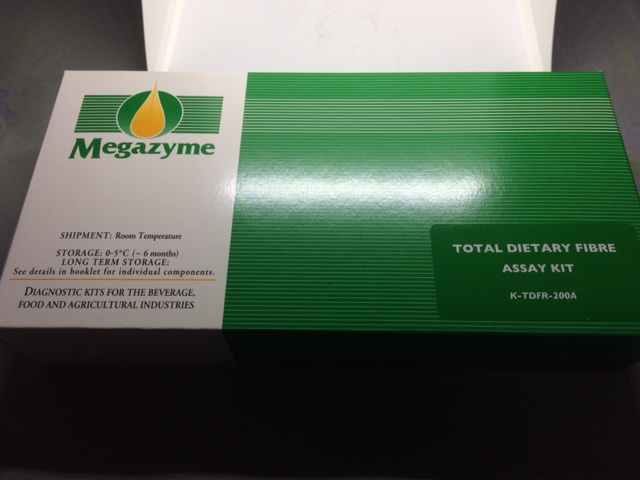 Megazyme
SHIPMENT: Room Temperature
STORAGE: 0-5°C (~ 6 months)
LONG TERM STORAGE:
See details in booklet for individual components.
DIAGNOSTIC KITS FOR THE BEVERAGE,
FOOD AND AGRICULTURAL INDUSTRIES
TOTAL DIETARY FIBRE
ASSAY KIT
K-TDFR-200A